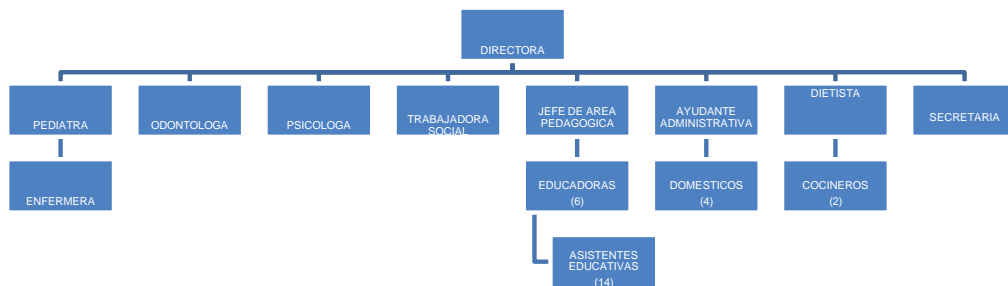 DIRECTORA
PEDIATRA
ODONTOLOGA
PSICOLOGA
TRABAJADORA
SOCIAL
JEFE DE AREA
PEDAGOGICA
AYUDANTE
ADMINISTRATIVA
DIETISTA
SECRETARIA
ENFERMERA
EDUCADORAS
(6)
DOMESTICOS
(4)
COCINEROS
(2)
ASISTENTES
EDUCATIVAS
(14)